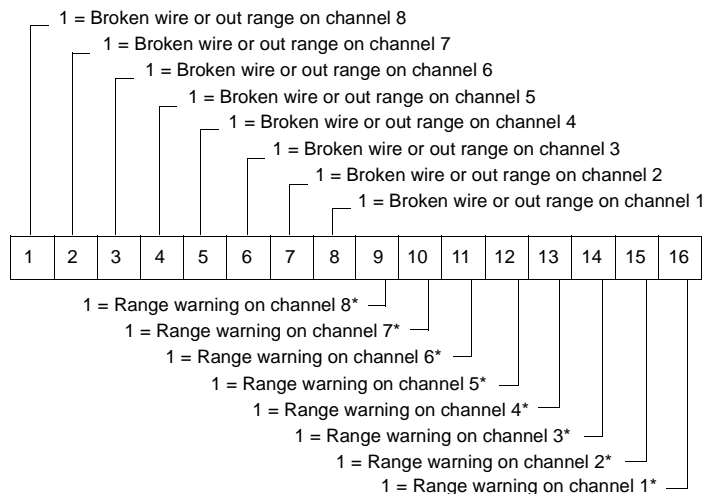 1 = Broken wire or out range on channel 8
1 = Broken wire or out range on channel 7
1 = Broken wire or out range on channel 6
1 = Broken wire or out range on channel 5
1 = Broken wire or out range on channel 4
1 = Broken wire or out range on channel 3
1 = Broken wire or out range on channel 2
1 = Broken wire or out range on channel 1
1 2 3 4 5 6 7 8 9 10 11 12 13 14 15 16
1 = Range warning on channel 8*
1 = Range warning on channel 7*
1 = Range warning on channel 6*
1 = Range warning on channel 5*
1 = Range warning on channel 4*
1 = Range warning on channel 3*
1 = Range warning on channel 2*
1 = Range warning on channel 1*